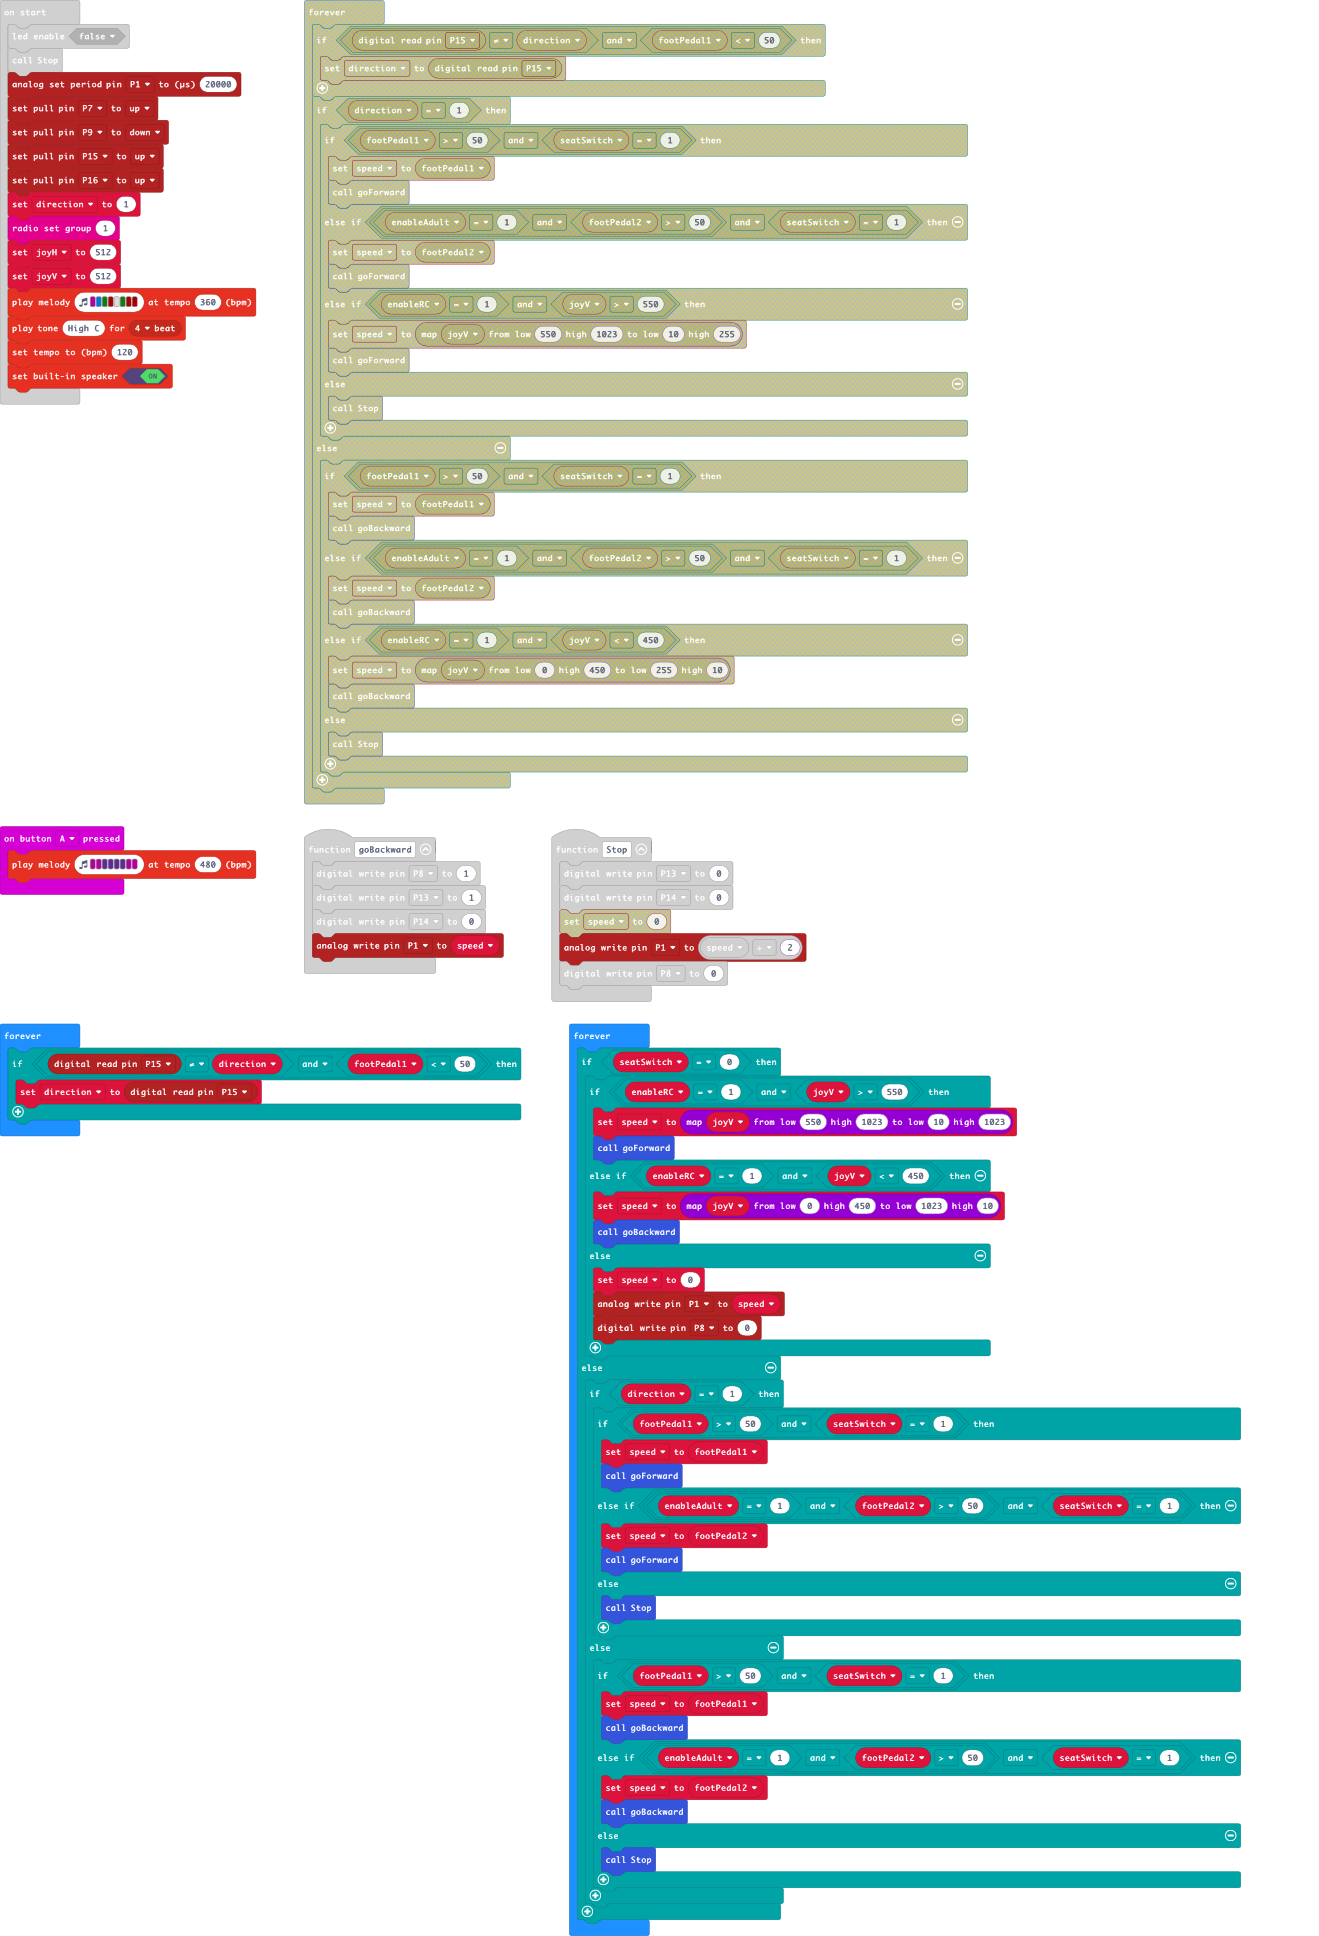 on start
led enable false
call Stop
analog set period pin P1 to (µs) 20000
set pull pin P7 to up
set pull pin P9 to down
set pull pin P15 to up
set pull pin P16 to up
set direction to 1
radio set group 1
set joyH to 512
set joyV to 512
play melody at tempo 360 (bpm)
play tone High C for 4 beat
set tempo to (bpm) 120
set built-in speaker ON
forever
if digital read pin P15 ≠ direction and footPedal1 < 50 then
set direction to digital read pin P15
if direction = 1 then
if footPedal1 > 50 and seatSwitch = 1 then
set speed to footPedal1
call goForward
else if enableAdult = 1 and footPedal2 > 50 and seatSwitch = 1 then
set speed to footPedal2
call goForward
else if enableRC = 1 and joyV > 550 then
set speed to map joyV from low 550 high 1023 to low 10 high 255
call goForward
else
call Stop
else
if footPedal1 > 50 and seatSwitch = 1 then
set speed to footPedal1
call goBackward
else if enableAdult = 1 and footPedal2 > 50 and seatSwitch = 1 then
set speed to footPedal2
call goBackward
else if enableRC = 1 and joyV < 450 then
set speed to map joyV from low 0 high 450 to low 255 high 10
call goBackward
else
call Stop
on button A pressed
play melody at tempo 480 (bpm)
function goBackward
digital write pin P8 to 1
digital write pin P13 to 1
digital write pin P14 to 0
analog write pin P1 to speed
function Stop
digital write pin P13 to 0
digital write pin P14 to 0
set speed to 0
analog write pin P1 to speed ÷ 2
digital write pin P8 to 0
forever
if digital read pin P15 ≠ direction and footPedal1 < 50 then
set direction to digital read pin P15
forever
if seatSwitch = 0 then
if enableRC = 1 and joyV > 550 then
set speed to map joyV from low 550 high 1023 to low 10 high 1023
call goForward
else if enableRC = 1 and joyV < 450 then
set speed to map joyV from low 0 high 450 to low 1023 high 10
call goBackward
else
set speed to 0
analog write pin P1 to speed
digital write pin P8 to 0
else
if direction = 1 then
if footPedal1 > 50 and seatSwitch = 1 then
set speed to footPedal1
call goForward
else if enableAdult = 1 and footPedal2 > 50 and seatSwitch = 1 then
set speed to footPedal2
call goForward
else
call Stop
else
if footPedal1 > 50 and seatSwitch = 1 then
set speed to footPedal1
call goBackward
else if enableAdult = 1 and footPedal2 > 50 and seatSwitch = 1 then
set speed to footPedal2
call goBackward
else
call Stop